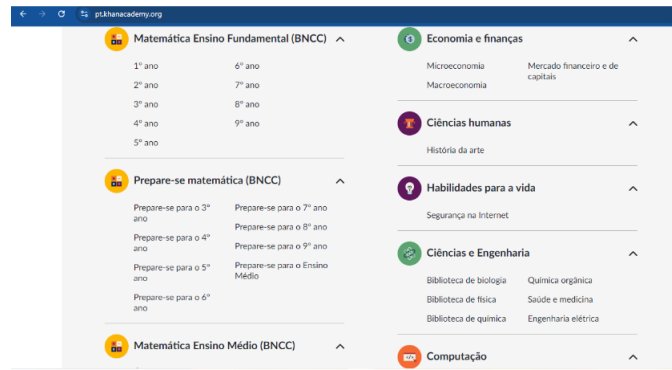 pt.khanacademy.org
Matemática Ensino Fundamental (BNCC)
1º ano
6º ano
2º ano
7º ano
3º ano
8º ano
4º ano
9º ano
5º ano
Prepare-se matemática (BNCC)
Prepare-se para o 3º
ano
Prepare-se para o 4º
ano
Prepare-se para o 5º
ano
Prepare-se para o 6º
ano
Prepare-se para o 7º ano
Prepare-se para o 8º ano
Prepare-se para o 9º ano
Prepare-se para o Ensino
Médio
Matemática Ensino Médio (BNCC)
Economia e finanças
Microeconomia
Macroeconomia
Mercado financeiro e de
capitais
Ciências humanas
História da arte
Habilidades para a vida
Segurança na Internet
Ciências e Engenharia
Biblioteca de biologia
Química orgânica
Biblioteca de física
Saúde e medicina
Biblioteca de química
Engenharia elétrica
Computação